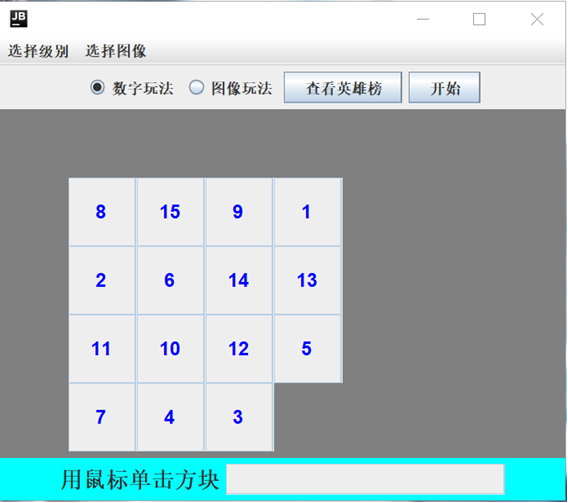 JB
选择级别 选择图像
数字玩法 图像玩法 查看英雄榜 开始
8 15 9 1
2 6 14 13
11 10 12 5
7 4 3
用鼠标单击方块